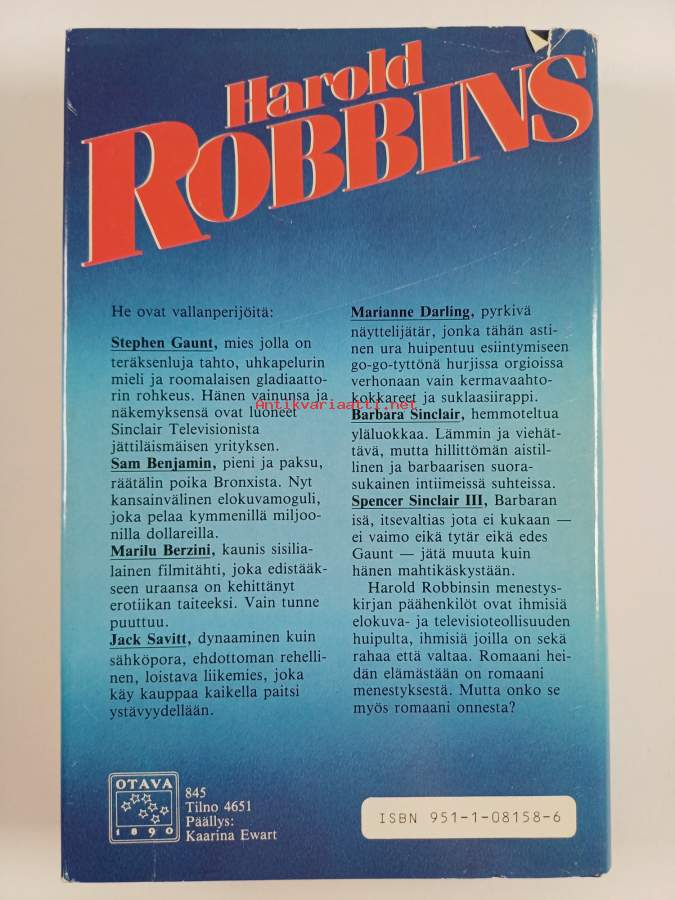 Harold
ROBBINS
He ovat vallanperijöitä:
Stephen Gaunt, mies jolla on
teräksenluja tahto, uhkapelurin
mieli ja roomalaisen gladiaatto-
rin rohkeus. Hänen vainunsa ja
näkemyksensä ovat luoneet
Sinclair Televisionista
jättiläismäisen yrityksen.
Sam Benjamin, pieni ja paksu,
räätälin poika Bronxista. Nyt
kansainvälinen elokuvamoguli,
joka pelaa kymmenillä miljoo-
nilla dollareilla.
Marilu Berzini, kaunis sisilia-
lainen filmitähti, joka edistääk-
seen uraansa on kehittänyt
erotiikan taiteeksi. Vain tunne
puuttuu.
Jack Savitt, dynaaminen kuin
sähköpora, ehdottoman rehelli-
nen, loistava liikemies, joka
käy kauppaa kaikella paitsi
ystävyydellään.
Marianne Darling, pyrkivä
näyttelijätär, jonka tähän asti-
nen ura huipentuu esiintymiseen
go-go-tyttönä hurjissa orgioissa
verhonaan vain kermavaahto-
kokkareet ja suklaasiirappi.
Barbara Sinclair, hemmoteltua
yläluokkaa. Lämmin ja viehät-
tävä, mutta hillittömän aistil-
linen ja barbaarisen suora-
sukainen intiimeissä suhteissa.
Spencer Sinclair III, Barbaran
isä, itsevaltias jota ei kukaan —
ei vaimo eikä tytär eikä edes
Gaunt — jätä muuta kuin
hänen mahtikäskystään.
Harold Robbinsin menestys-
kirjan päähenkilöt ovat ihmisiä
elokuva- ja televisioteollisuuden
huipulta, ihmisiä joilla on sekä
rahaa että valtaa. Romaani hei-
dän elämästään on romaani
menestyksestä. Mutta onko se
myös romaani onnesta?
Antikvariaatti.net
OTAVA
1890
845
Tilno 4651
Päällys:
Kaarina Ewart
ISBN 951-1-08158-6